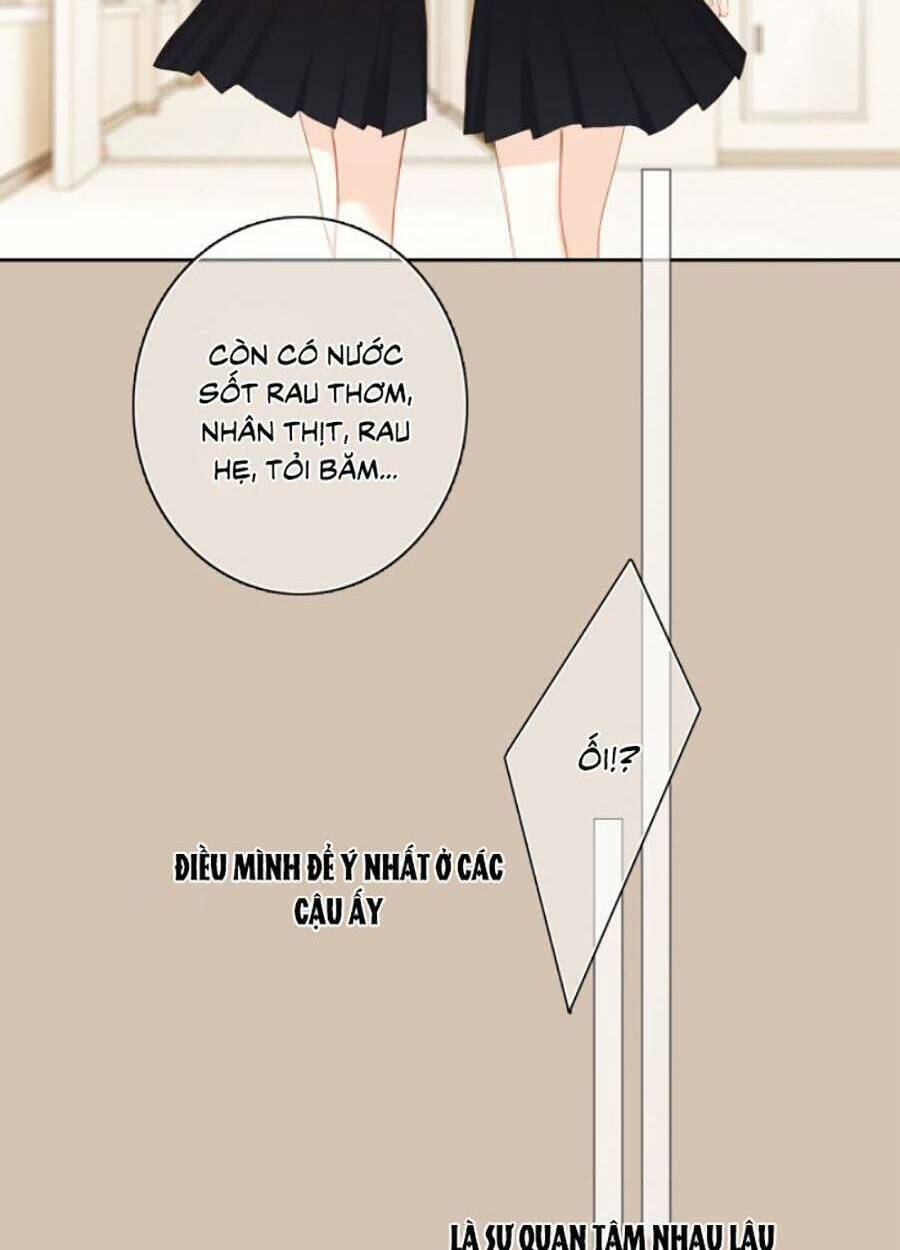 CÒN CÓ NƯỚC
SỐT RAU THƠM,
NHÂN THỊT, RAU
HẸ, TỎI BĂM...
ỐI!?
ĐIỀU MÌNH ĐỂ Ý NHẤT Ở CÁC
CẬU ẤY
LÀ SỰ QUAN TÂM NHAU LÂU